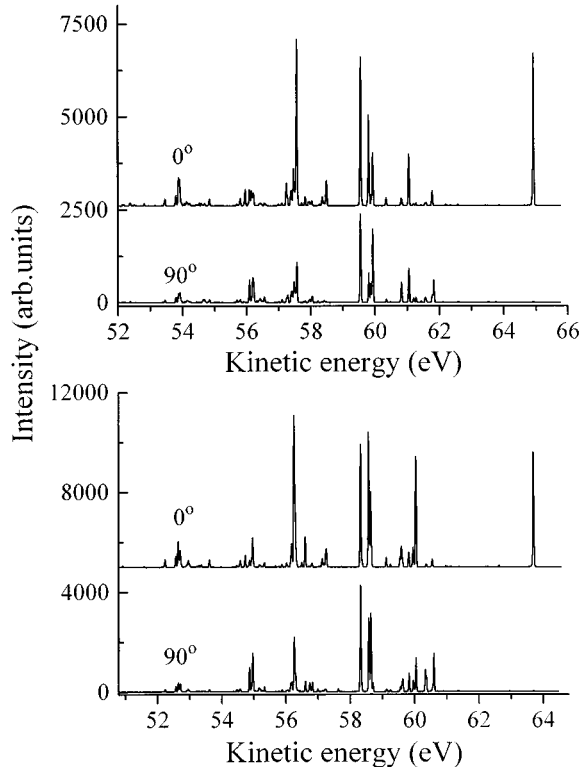 7500
5000
2500
0
0°
90°
52 54 56 58 60 62 64 66
Kinetic energy (eV)
Intensity (arb.units)
12000
8000
4000
0
0°
90°
52 54 56 58 60 62 64
Kinetic energy (eV)